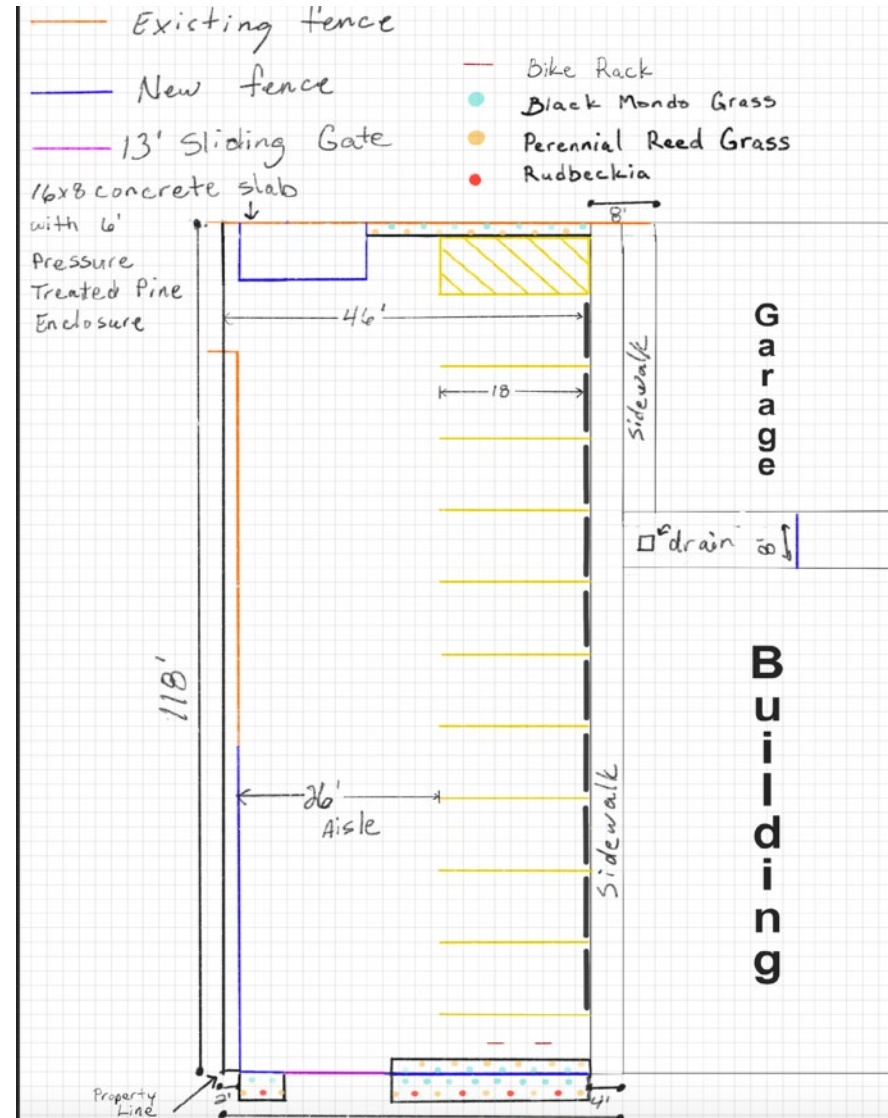 Existing fence
New fence
13' Sliding Gate
16x8 concrete slab
with 6'
Pressure
Treated Pine
Enclosure
Bike Rack
Black Mondo Grass
Perennial Reed Grass
Rudbeckia
8'
46'
18
Garage
sidewalk
drain
8'
118'
26'
Aisle
Sidewalk
Building
Property
Line
2'
4'